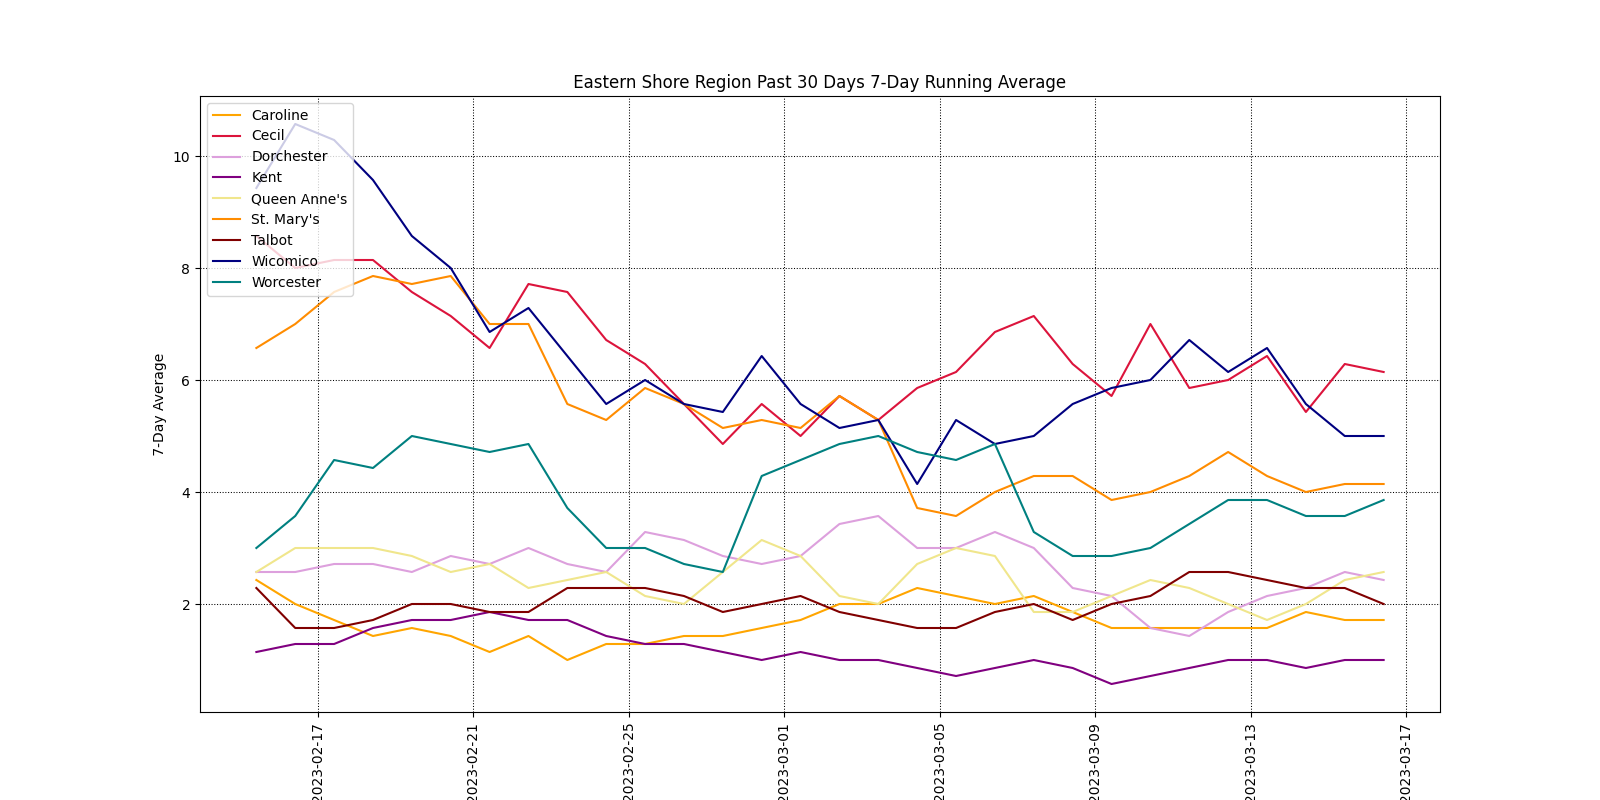 Eastern Shore Region Past 30 Days 7-Day Running Average
Caroline
Cecil
Dorchester
Kent
Queen Anne's
St. Mary's
Talbot
Wicomico
Worcester
7-Day Average
10
8
6
4
2
2023-02-17
2023-02-21
2023-02-25
2023-03-01
2023-03-05
2023-03-09
2023-03-13
2023-03-17